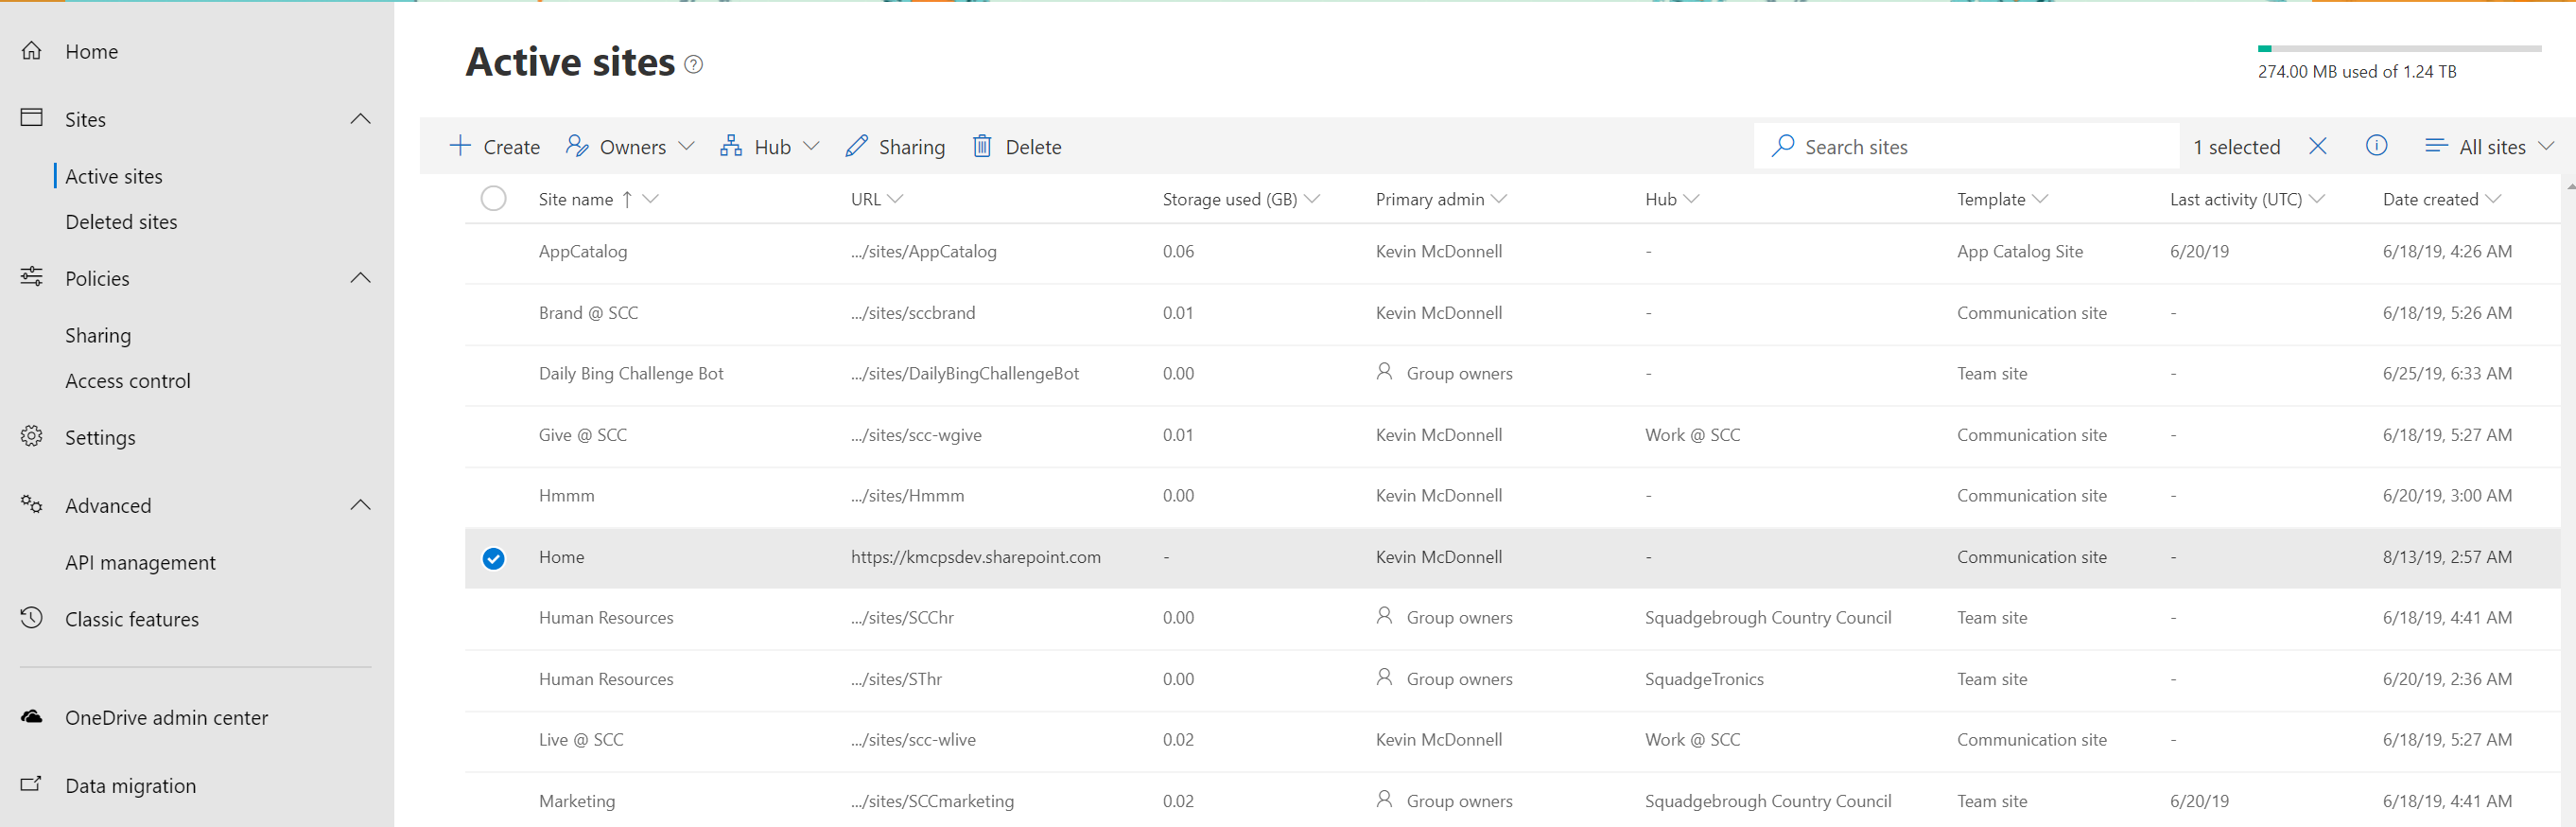 Home
Sites
Active sites
Deleted sites
Policies
Sharing
Access control
Settings
Advanced
API management
Classic features
OneDrive admin center
Data migration
Active sites
274.00 MB used of 1.24 TB
Create Owners Hub Sharing Delete Search sites 1 selected All sites
Site name URL Storage used (GB) Primary admin Hub Template Last activity (UTC) Date created
AppCatalog .../sites/AppCatalog 0.06 Kevin McDonnell - App Catalog Site 6/20/19 6/18/19, 4:26 AM
Brand @ SCC .../sites/sccbrand 0.01 Kevin McDonnell - Communication site - 6/18/19, 5:26 AM
Daily Bing Challenge Bot .../sites/DailyBingChallengeBot 0.00 Group owners - Team site - 6/25/19, 6:33 AM
Give @ SCC .../sites/scc-wgive 0.01 Kevin McDonnell Work @ SCC Communication site - 6/18/19, 5:27 AM
Hmmm .../sites/Hmmm 0.00 Kevin McDonnell - Communication site - 6/20/19, 3:00 AM
Home https://kmcpsdev.sharepoint.com - Kevin McDonnell - Communication site - 8/13/19, 2:57 AM
Human Resources .../sites/SCChr 0.00 Group owners Squadgebrough Country Council Team site - 6/18/19, 4:41 AM
Human Resources .../sites/SThr 0.00 Group owners SquadgeTronics Team site - 6/20/19, 2:36 AM
Live @ SCC .../sites/scc-wlive 0.02 Kevin McDonnell Work @ SCC Communication site - 6/18/19, 5:27 AM
Marketing .../sites/SCCmarketing 0.02 Group owners Squadgebrough Country Council Team site 6/20/19 6/18/19, 4:41 AM